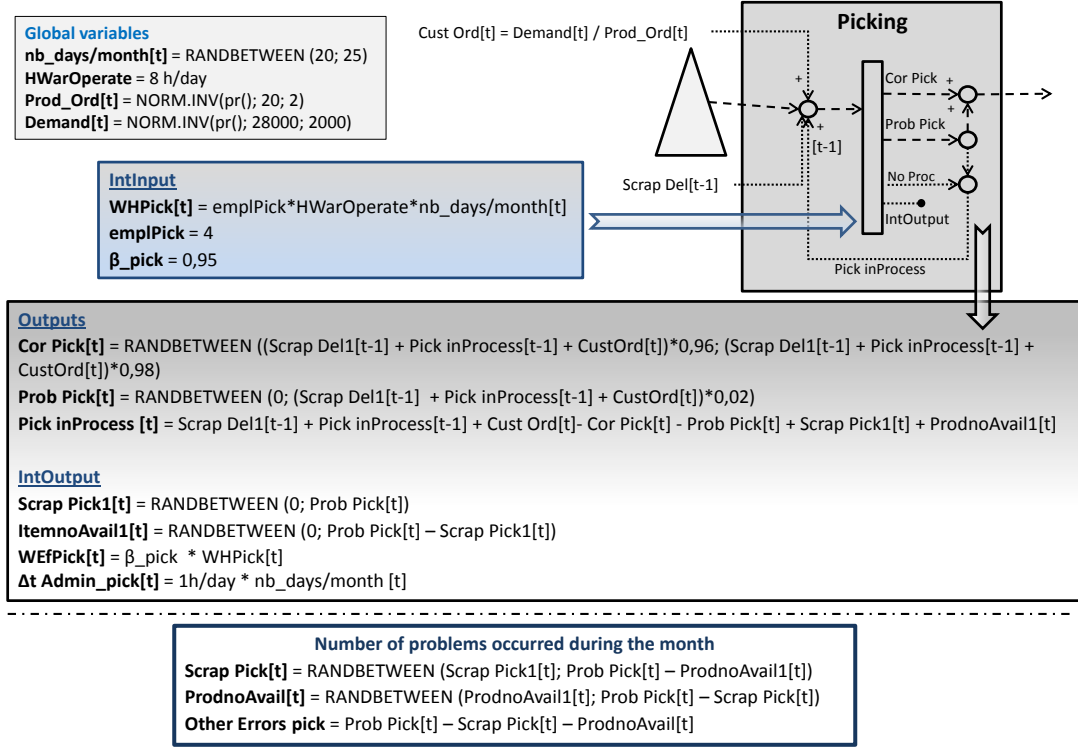 Global variables
nb_days/month[t] = RANDBETWEEN (20; 25)
HWarOperate = 8 h/day
Prod_Ord[t] = NORM.INV(pr(); 20; 2)
Demand[t] = NORM.INV(pr(); 28000; 2000)
Cust Ord[t] = Demand[t] / Prod_Ord[t]
Picking
Cor Pick
+
+
+
Prob Pick
+
[t-1]
No Proc
Scrap Del[t-1]
IntOutput
Pick inProcess
IntInput
WHPick[t] = emplPick*HWarOperate*nb_days/month[t]
emplPick = 4
β_pick = 0,95
Outputs
Cor Pick[t] = RANDBETWEEN ((Scrap Del1[t-1] + Pick inProcess[t-1] + CustOrd[t])*0,96; (Scrap Del1[t-1] + Pick inProcess[t-1] +
CustOrd[t])*0,98)
Prob Pick[t] = RANDBETWEEN (0; (Scrap Del1[t-1] + Pick inProcess[t-1] + CustOrd[t])*0,02)
Pick inProcess [t] = Scrap Del1[t-1] + Pick inProcess[t-1] + Cust Ord[t]- Cor Pick[t] - Prob Pick[t] + Scrap Pick1[t] + ProdnoAvail1[t]
IntOutput
Scrap Pick1[t] = RANDBETWEEN (0; Prob Pick[t])
ItemnoAvail1[t] = RANDBETWEEN (0; Prob Pick[t] – Scrap Pick1[t])
WEfPick[t] = β_pick * WHPick[t]
Δt Admin_pick[t] = 1h/day * nb_days/month [t]
Number of problems occurred during the month
Scrap Pick[t] = RANDBETWEEN (Scrap Pick1[t]; Prob Pick[t] – ProdnoAvail1[t])
ProdnoAvail[t] = RANDBETWEEN (ProdnoAvail1[t]; Prob Pick[t] – Scrap Pick[t])
Other Errors pick = Prob Pick[t] – Scrap Pick[t] – ProdnoAvail[t]